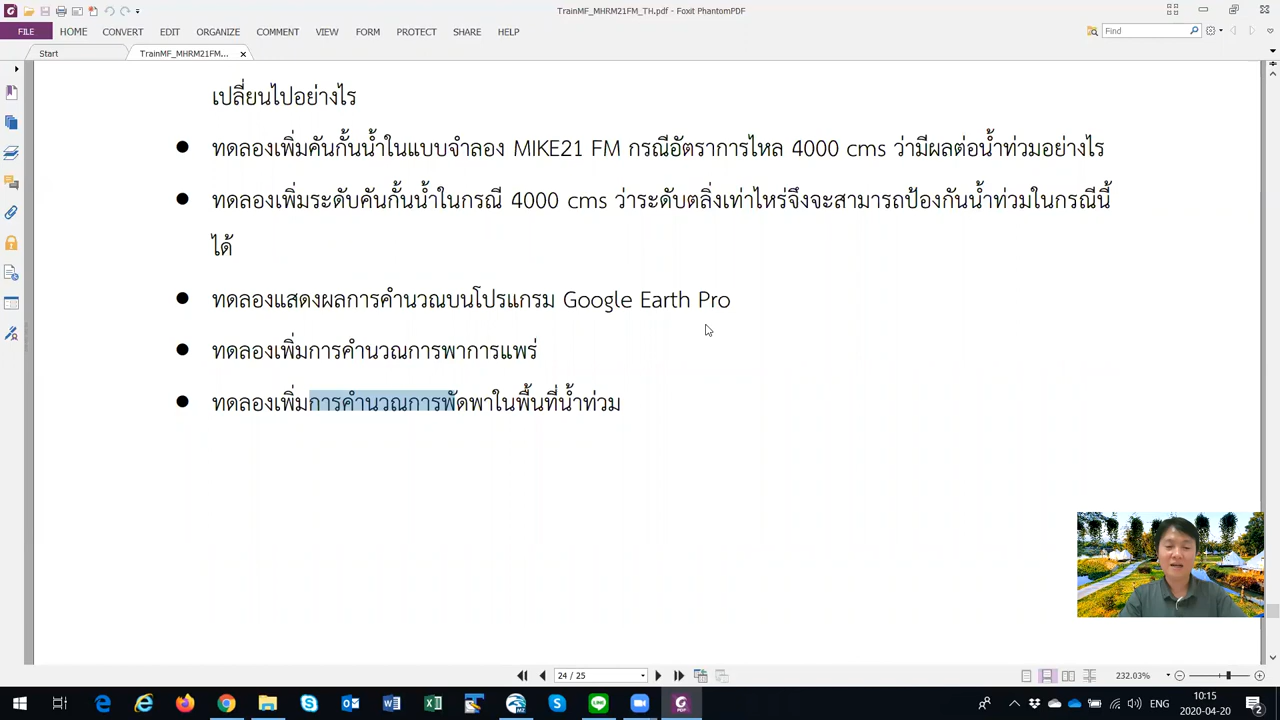 TrainMF_MHRM21FM_TH.pdf - Foxit PhantomPDF
FILE HOME CONVERT EDIT ORGANIZE COMMENT VIEW FORM PROTECT SHARE HELP Find
Start TrainMF_MHRM21FM...
เปลี่ยนไปอย่างไร
● ทดลองเพิ่มคันกั้นน้ำในแบบจำลอง MIKE21 FM กรณีอัตราการไหล 4000 cms ว่ามีผลต่อน้ำท่วมอย่างไร
● ทดลองเพิ่มระดับคันกั้นน้ำในกรณี 4000 cms ว่าระดับตลิ่งเท่าไหร่จึงจะสามารถป้องกันน้ำท่วมในกรณีนี้
ได้
● ทดลองแสดงผลการคำนวณบนโปรแกรม Google Earth Pro
● ทดลองเพิ่มการคำนวณการพาการแพร่
● ทดลองเพิ่มการคำนวณการพัดพาในพื้นที่น้ำท่วม
24 / 25 232.03%
ENG 10:15
2020-04-20 2